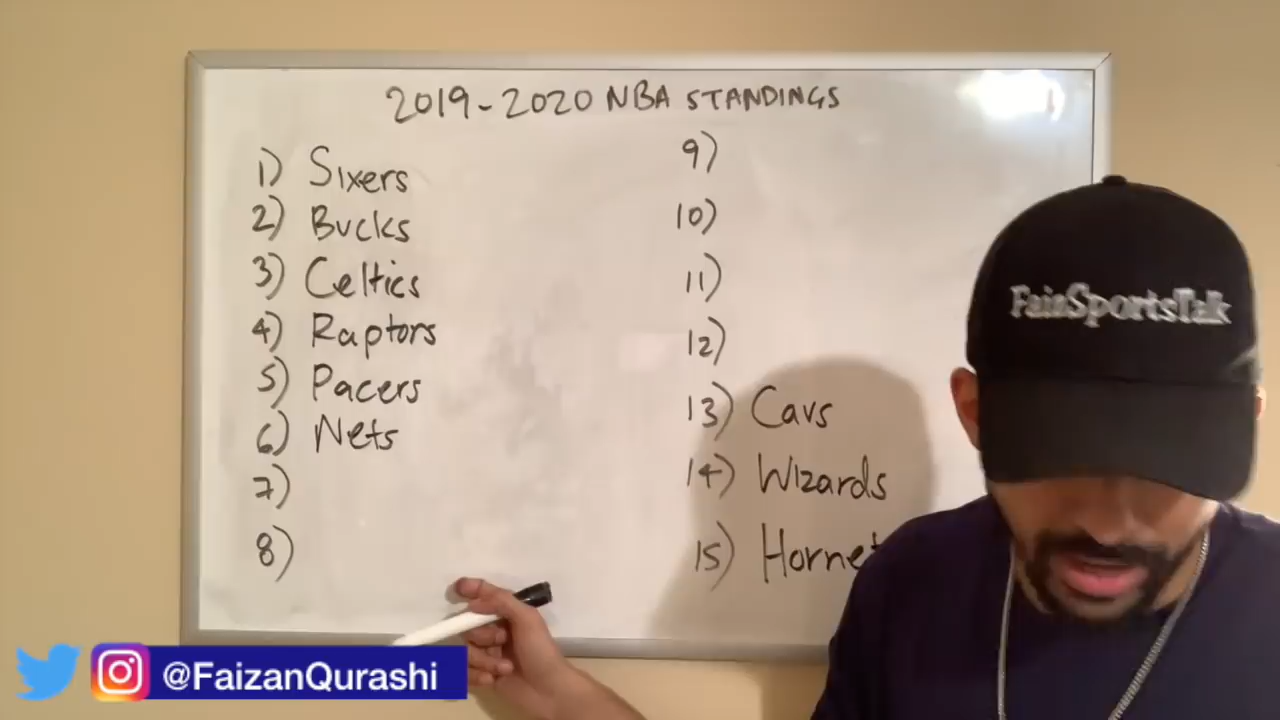 2019-2020 NBA STANDINGS
1) Sixers
2) Bucks
3) Celtics
4) Raptors
5) Pacers
6) Nets
7)
8)
9)
10)
11)
12)
13) Cavs
14) Wizards
15) Hornet
FaizSportsTalk
@FaizanQurashi